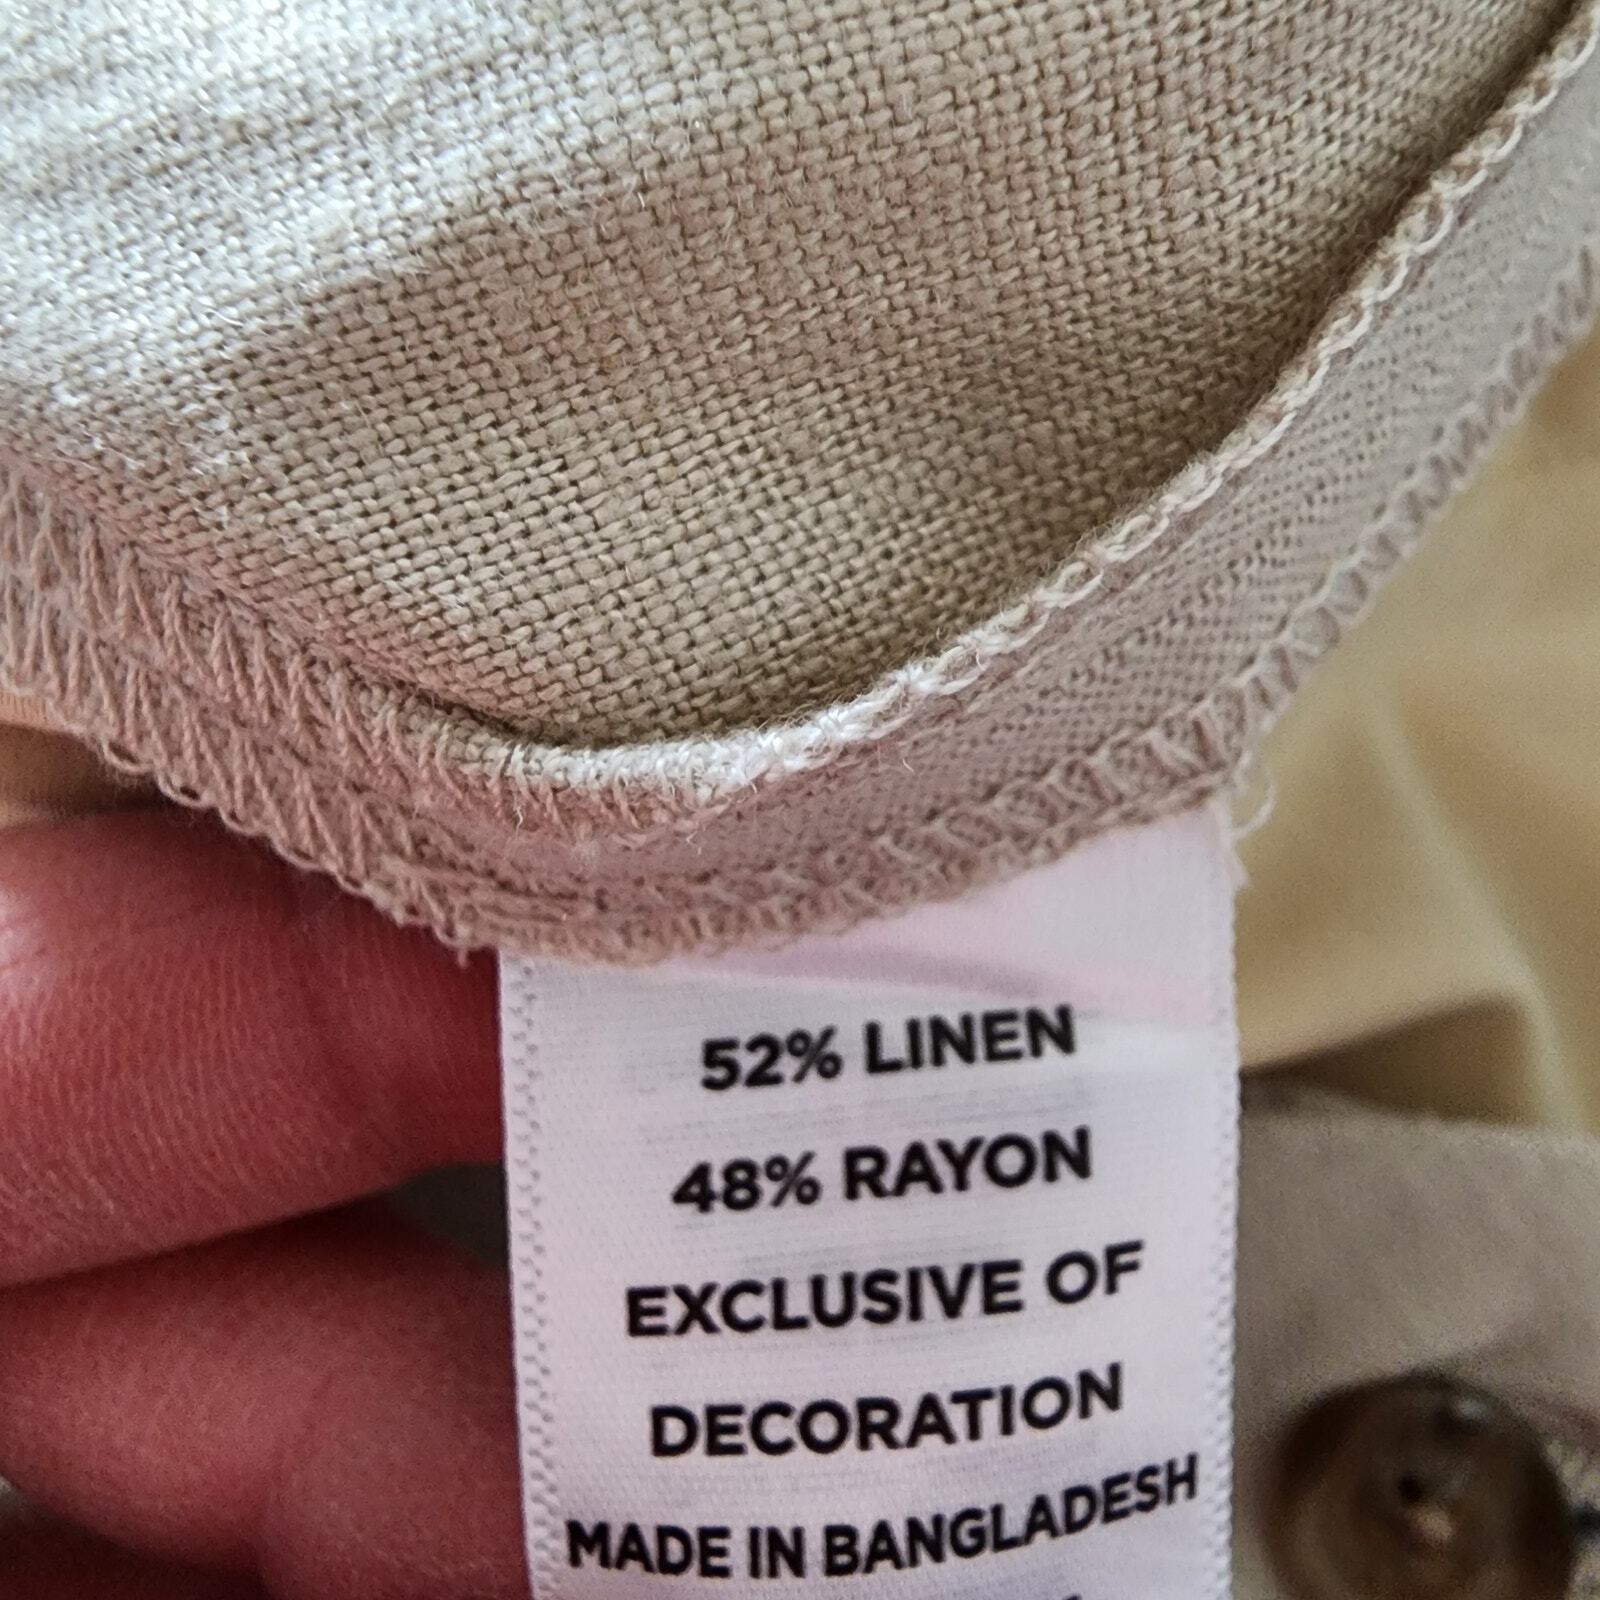 52% LINEN
48% RAYON
EXCLUSIVE OF
DECORATION
MADE IN BANGLADESH